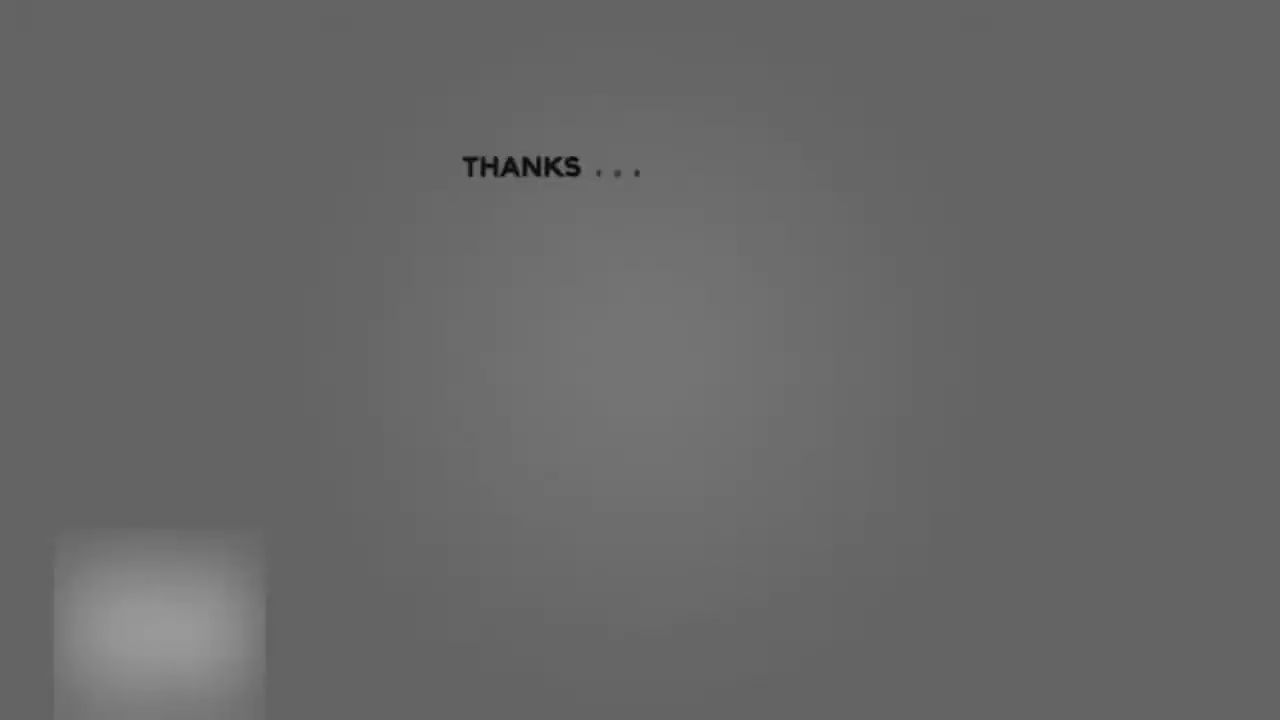 THANKS . . .